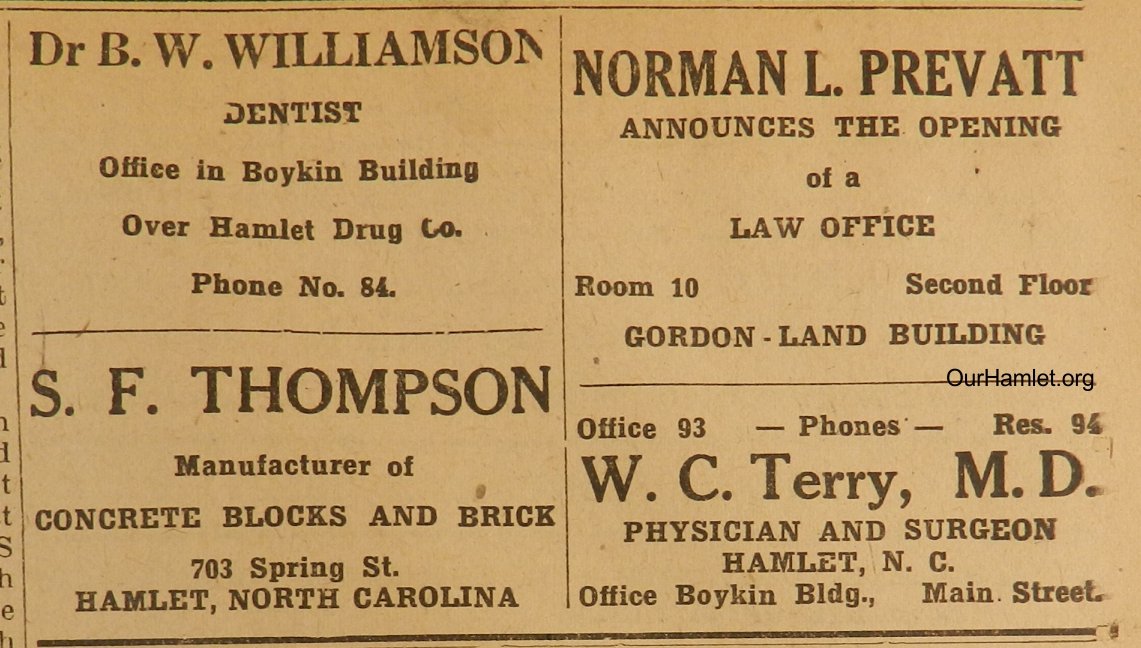 Dr B. W. WILLIAMSON
DENTIST
Office in Boykin Building
Over Hamlet Drug Co.
Phone No. 84.
S. F. THOMPSON
Manufacturer of
CONCRETE BLOCKS AND BRICK
703 Spring St.
HAMLET, NORTH CAROLINA
NORMAN L. PREVATT
ANNOUNCES THE OPENING
of a
LAW OFFICE
Room 10 Second Floor
GORDON - LAND BUILDING
OurHamlet.org
Office 93 — Phones — Res. 94
W. C. Terry, M. D.
PHYSICIAN AND SURGEON
HAMLET, N. C.
Office Boykin Bldg., Main Street.